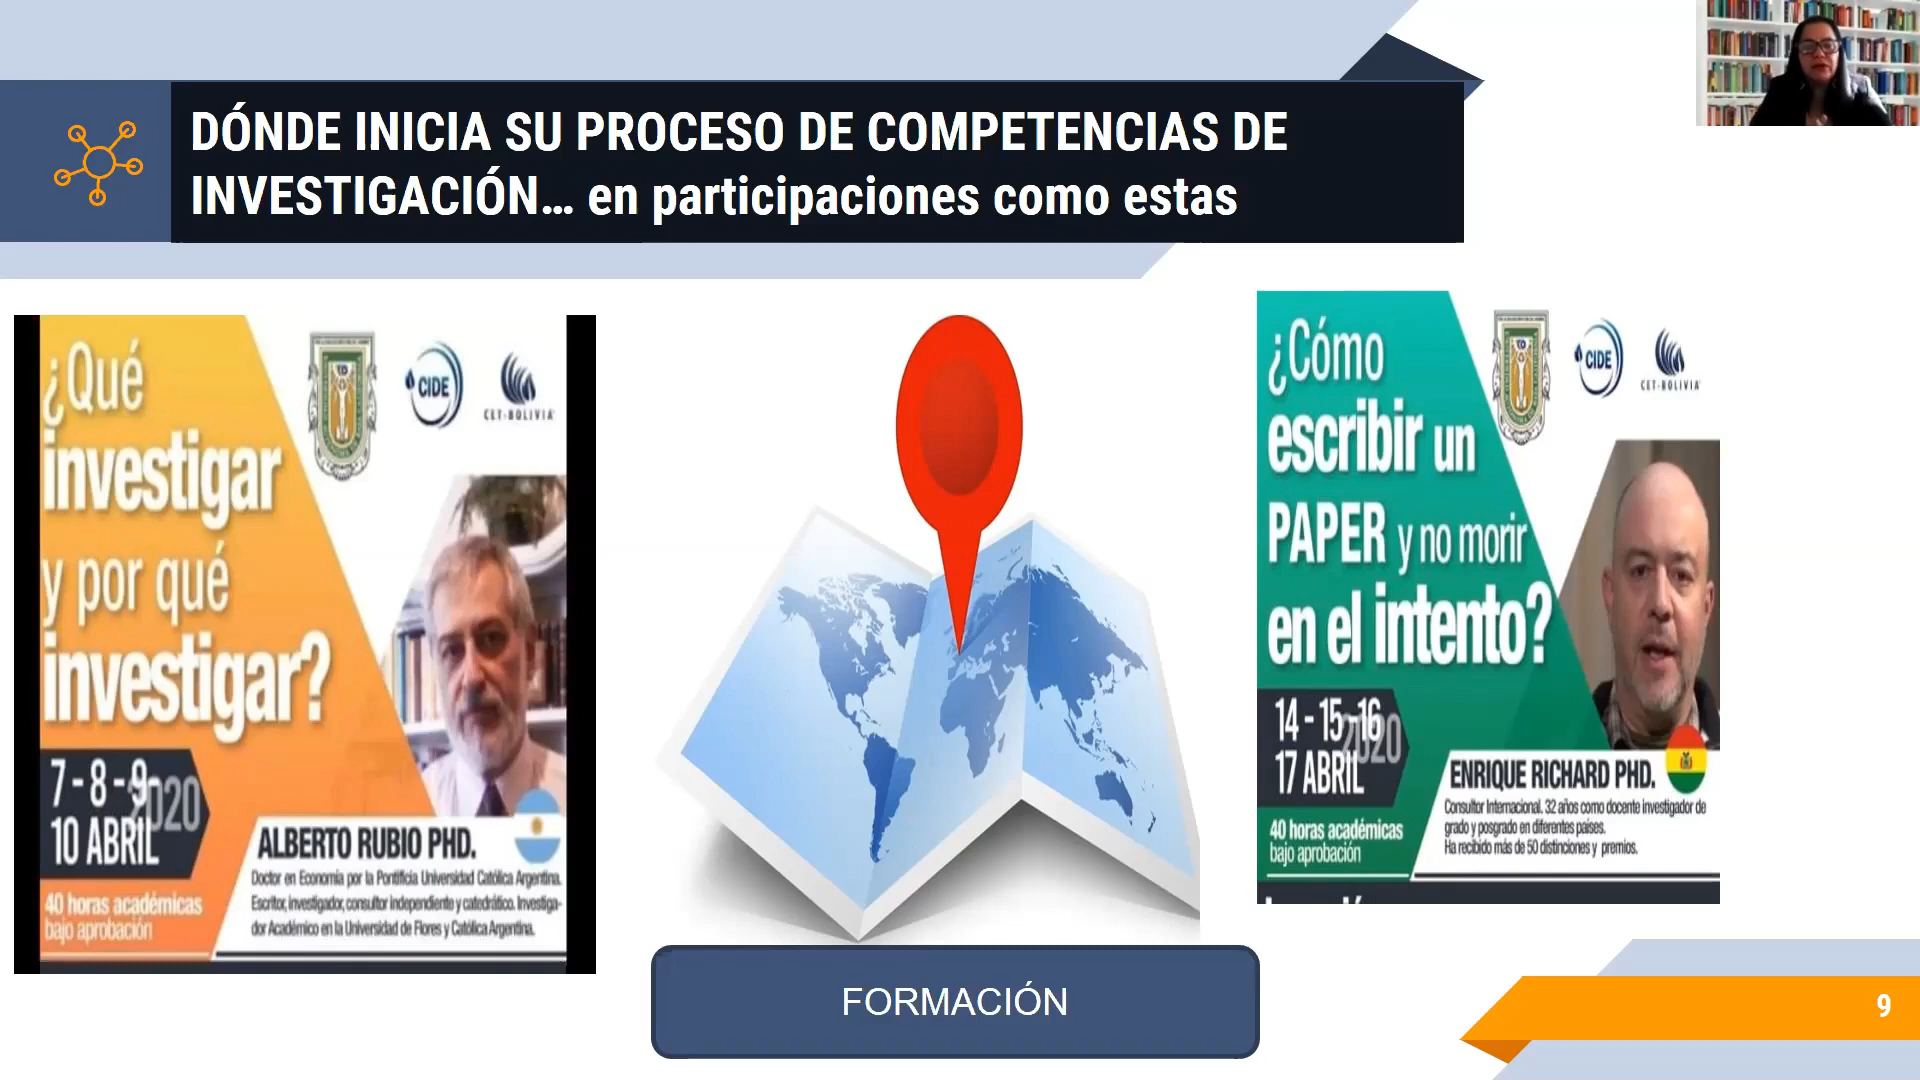 DÓNDE INICIA SU PROCESO DE COMPETENCIAS DE
INVESTIGACIÓN... en participaciones como estas
¿Qué
investigar
y por qué
investigar?
CIDE
CET-BOLIVIA
7 - 8 - 9
10 ABRIL
2020
40 horas académicas
bajo aprobación
ALBERTO RUBIO PHD.
Doctor en Economía por la Pontificia Universidad Católica Argentina.
Escritor, investigador, consultor independiente y catedrático. Investiga-
dor Académico en la Universidad de Flores y Católica Argentina.
FORMACIÓN
¿Cómo
escribir un
PAPER y no morir
en el intento?
CIDE
CET-BOLIVIA
14 - 15 -16
17 ABRIL
2020
40 horas académicas
bajo aprobación
ENRIQUE RICHARD PHD.
Consultor Internacional. 32 años como docente investigador de
grado y posgrado en diferentes países.
Ha recibido más de 50 distinciones y premios.
9